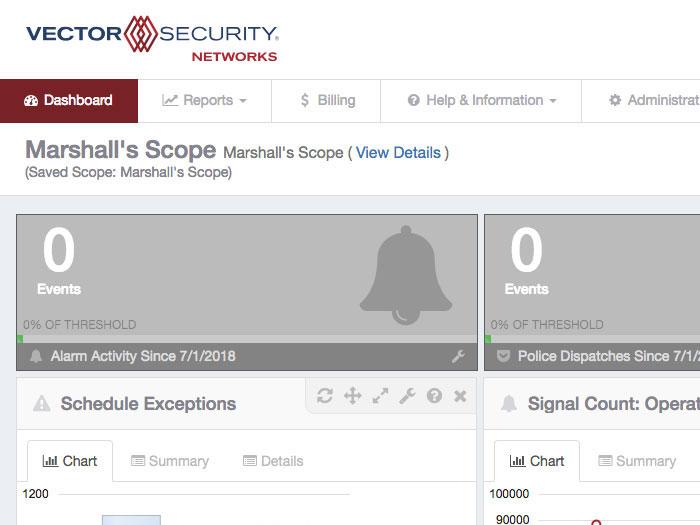 VECTOR SECURITY®
NETWORKS
Dashboard Reports Billing Help & Information Administrat
Marshall's Scope Marshall's Scope ( View Details )
(Saved Scope: Marshall's Scope)
0 0
Events Events
0% OF THRESHOLD 0% OF THRESHOLD
Alarm Activity Since 7/1/2018 Police Dispatches Since 7/1/2
Schedule Exceptions Signal Count: Operat
Chart Summary Details Chart Summary
1200 100000
90000